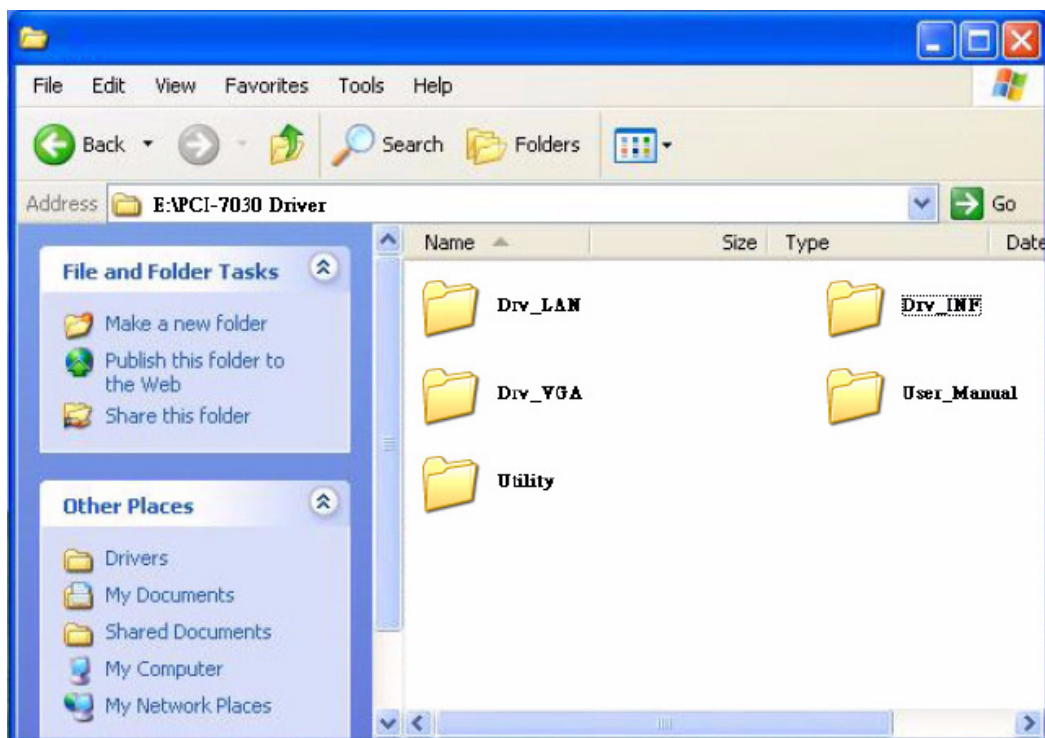 File Edit View Favorites Tools Help
Back Search Folders
Address E:\PCI-7030 Driver Go
Name Size Type Date
File and Folder Tasks
Make a new folder
Publish this folder to
the Web
Share this folder
Other Places
Drivers
My Documents
Shared Documents
My Computer
My Network Places
Drv_LAN Drv_INF
Drv_VGA User_Manual
Utility